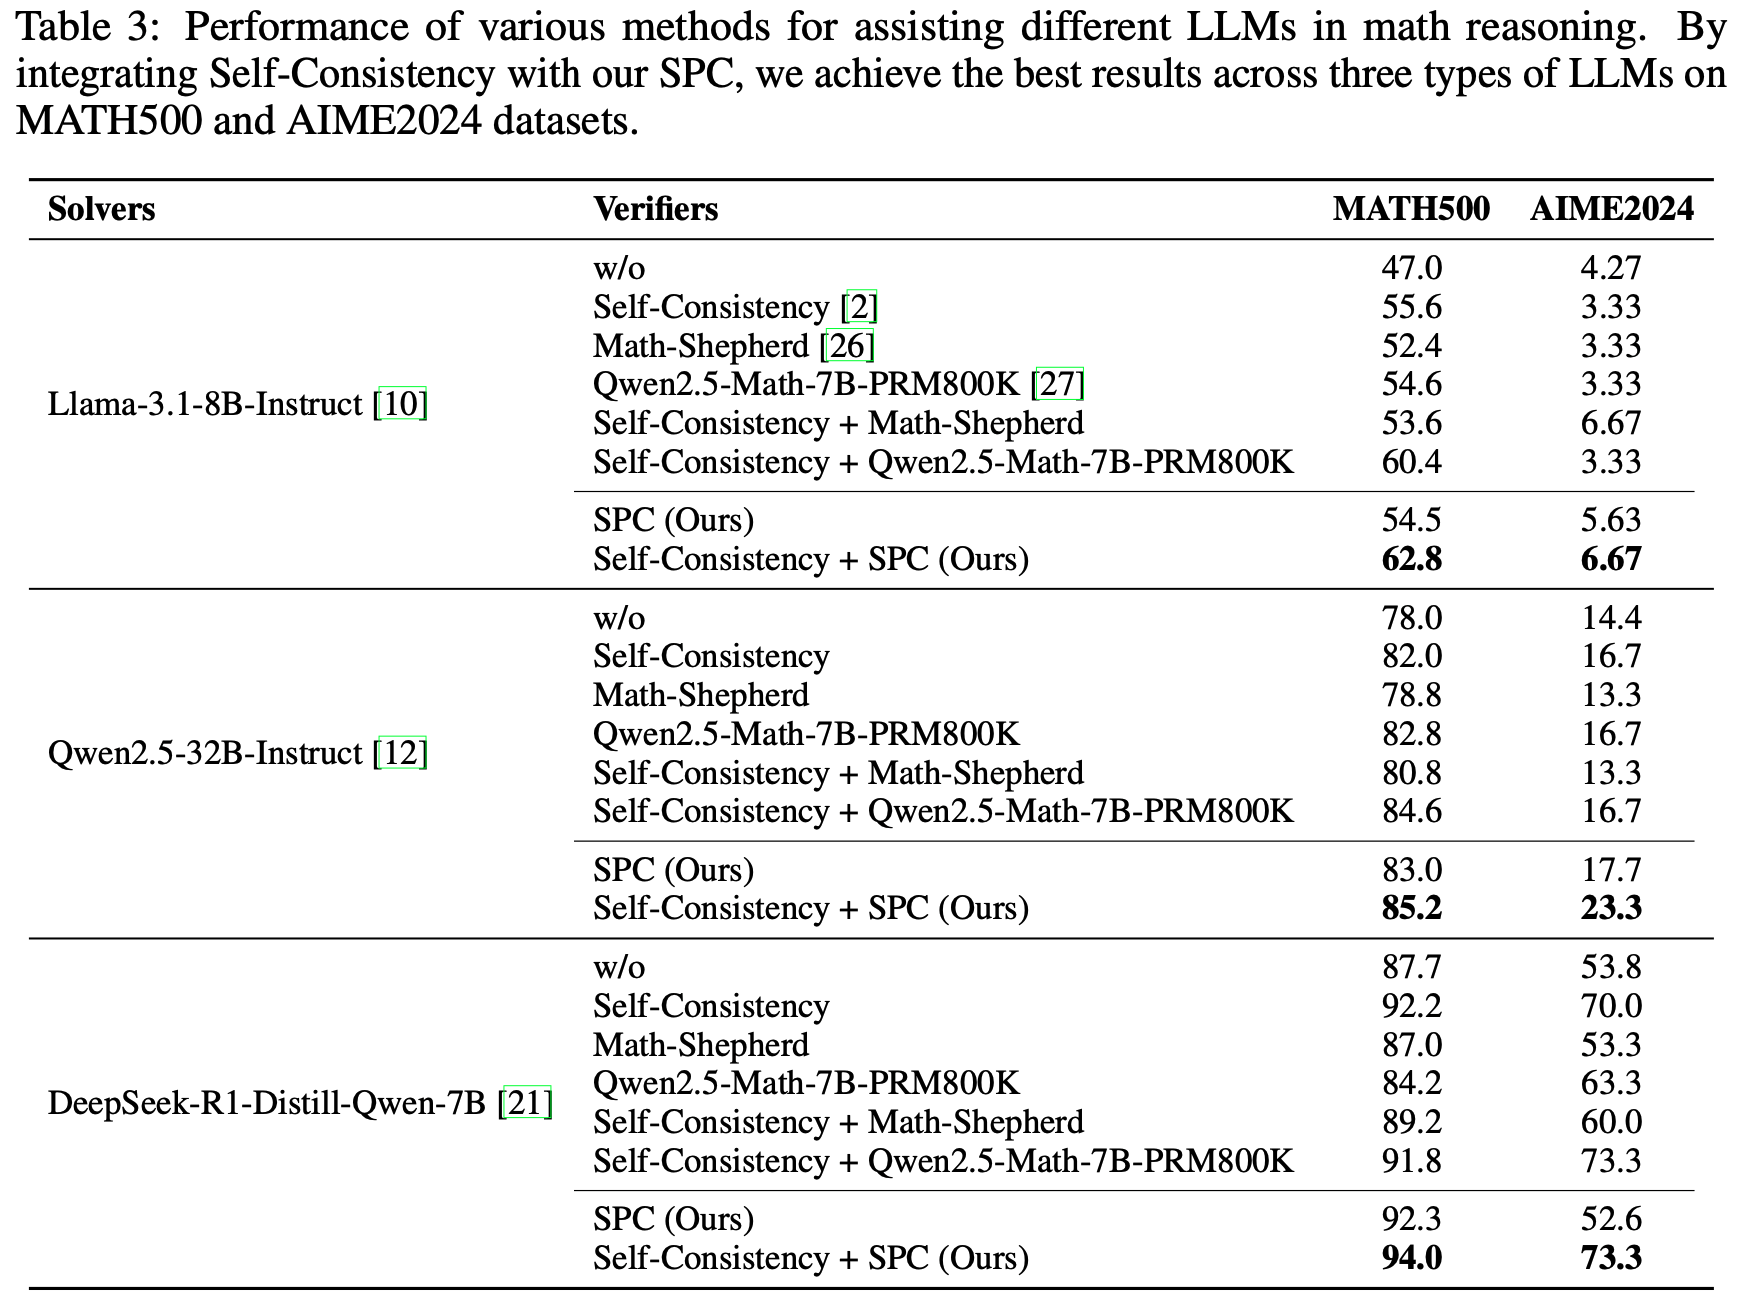 Table 3: Performance of various methods for assisting different LLMs in math reasoning. By
integrating Self-Consistency with our SPC, we achieve the best results across three types of LLMs on
MATH500 and AIME2024 datasets.
Solvers Verifiers MATH500 AIME2024
Llama-3.1-8B-Instruct [10]
w/o 47.0 4.27
Self-Consistency [2] 55.6 3.33
Math-Shepherd [26] 52.4 3.33
Qwen2.5-Math-7B-PRM800K [27] 54.6 3.33
Self-Consistency + Math-Shepherd 53.6 6.67
Self-Consistency + Qwen2.5-Math-7B-PRM800K 60.4 3.33
SPC (Ours) 54.5 5.63
Self-Consistency + SPC (Ours) 62.8 6.67
Qwen2.5-32B-Instruct [12]
w/o 78.0 14.4
Self-Consistency 82.0 16.7
Math-Shepherd 78.8 13.3
Qwen2.5-Math-7B-PRM800K 82.8 16.7
Self-Consistency + Math-Shepherd 80.8 13.3
Self-Consistency + Qwen2.5-Math-7B-PRM800K 84.6 16.7
SPC (Ours) 83.0 17.7
Self-Consistency + SPC (Ours) 85.2 23.3
DeepSeek-R1-Distill-Qwen-7B [21]
w/o 87.7 53.8
Self-Consistency 92.2 70.0
Math-Shepherd 87.0 53.3
Qwen2.5-Math-7B-PRM800K 84.2 63.3
Self-Consistency + Math-Shepherd 89.2 60.0
Self-Consistency + Qwen2.5-Math-7B-PRM800K 91.8 73.3
SPC (Ours) 92.3 52.6
Self-Consistency + SPC (Ours) 94.0 73.3